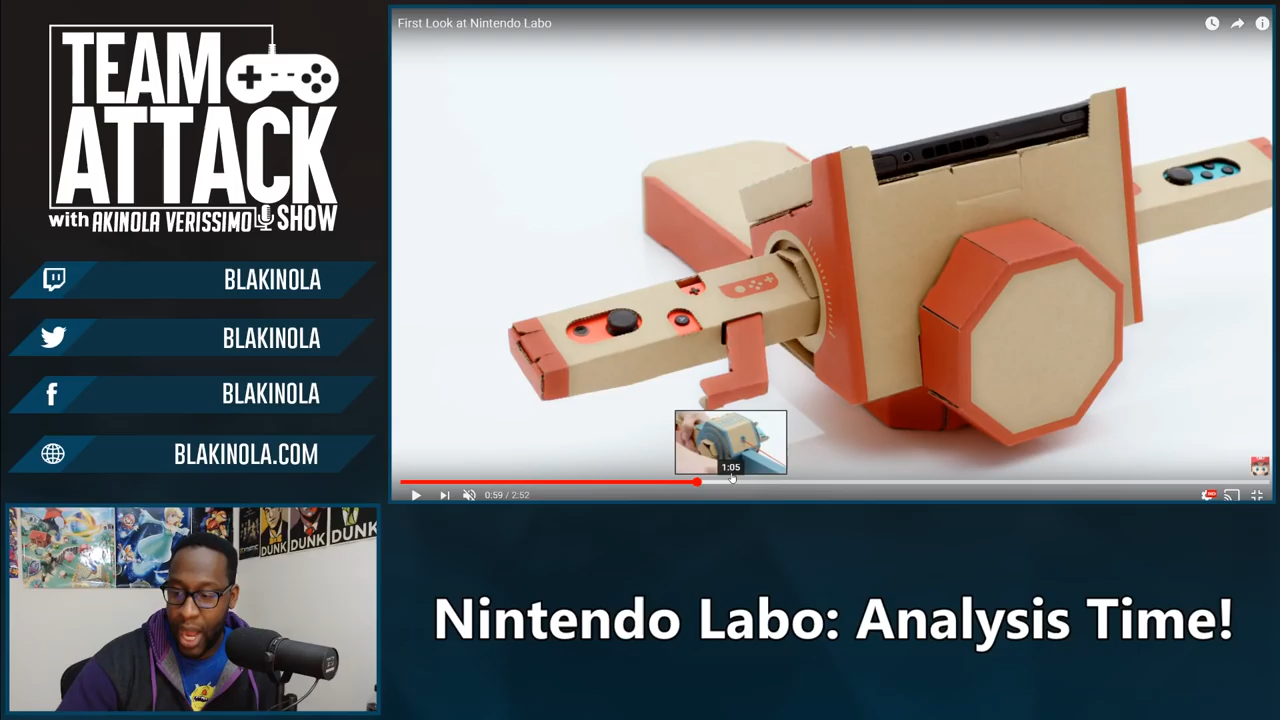 TEAM
ATTACK
with AKINOLA VERISSIMO SHOW
BLAKINOLA
BLAKINOLA
BLAKINOLA
BLAKINOLA.COM
First Look at Nintendo Labo
1:05
0:59 / 2:52
HD
DUNK
DUNK
DUNK
Nintendo Labo: Analysis Time!